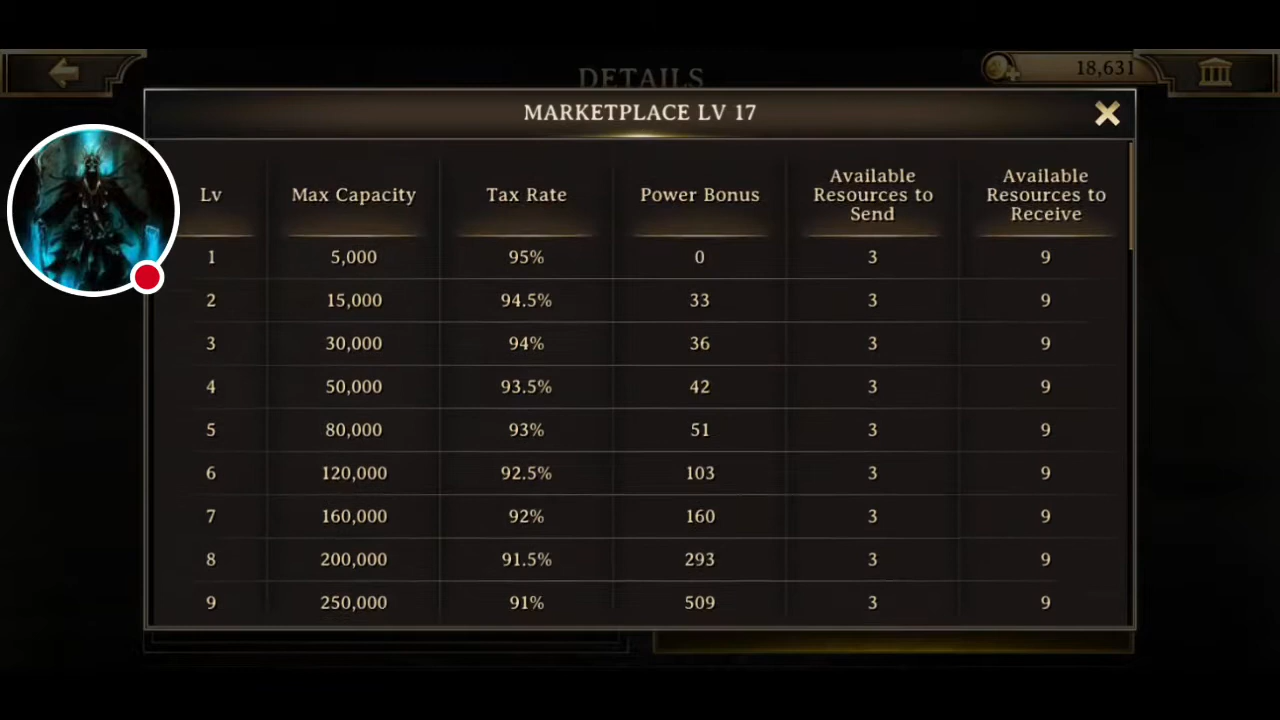 DETAILS
18,631
MARKETPLACE LV 17
Lv Max Capacity Tax Rate Power Bonus Available Resources to Send Available Resources to Receive
1 5,000 95% 0 3 9
2 15,000 94.5% 33 3 9
3 30,000 94% 36 3 9
4 50,000 93.5% 42 3 9
5 80,000 93% 51 3 9
6 120,000 92.5% 103 3 9
7 160,000 92% 160 3 9
8 200,000 91.5% 293 3 9
9 250,000 91% 509 3 9